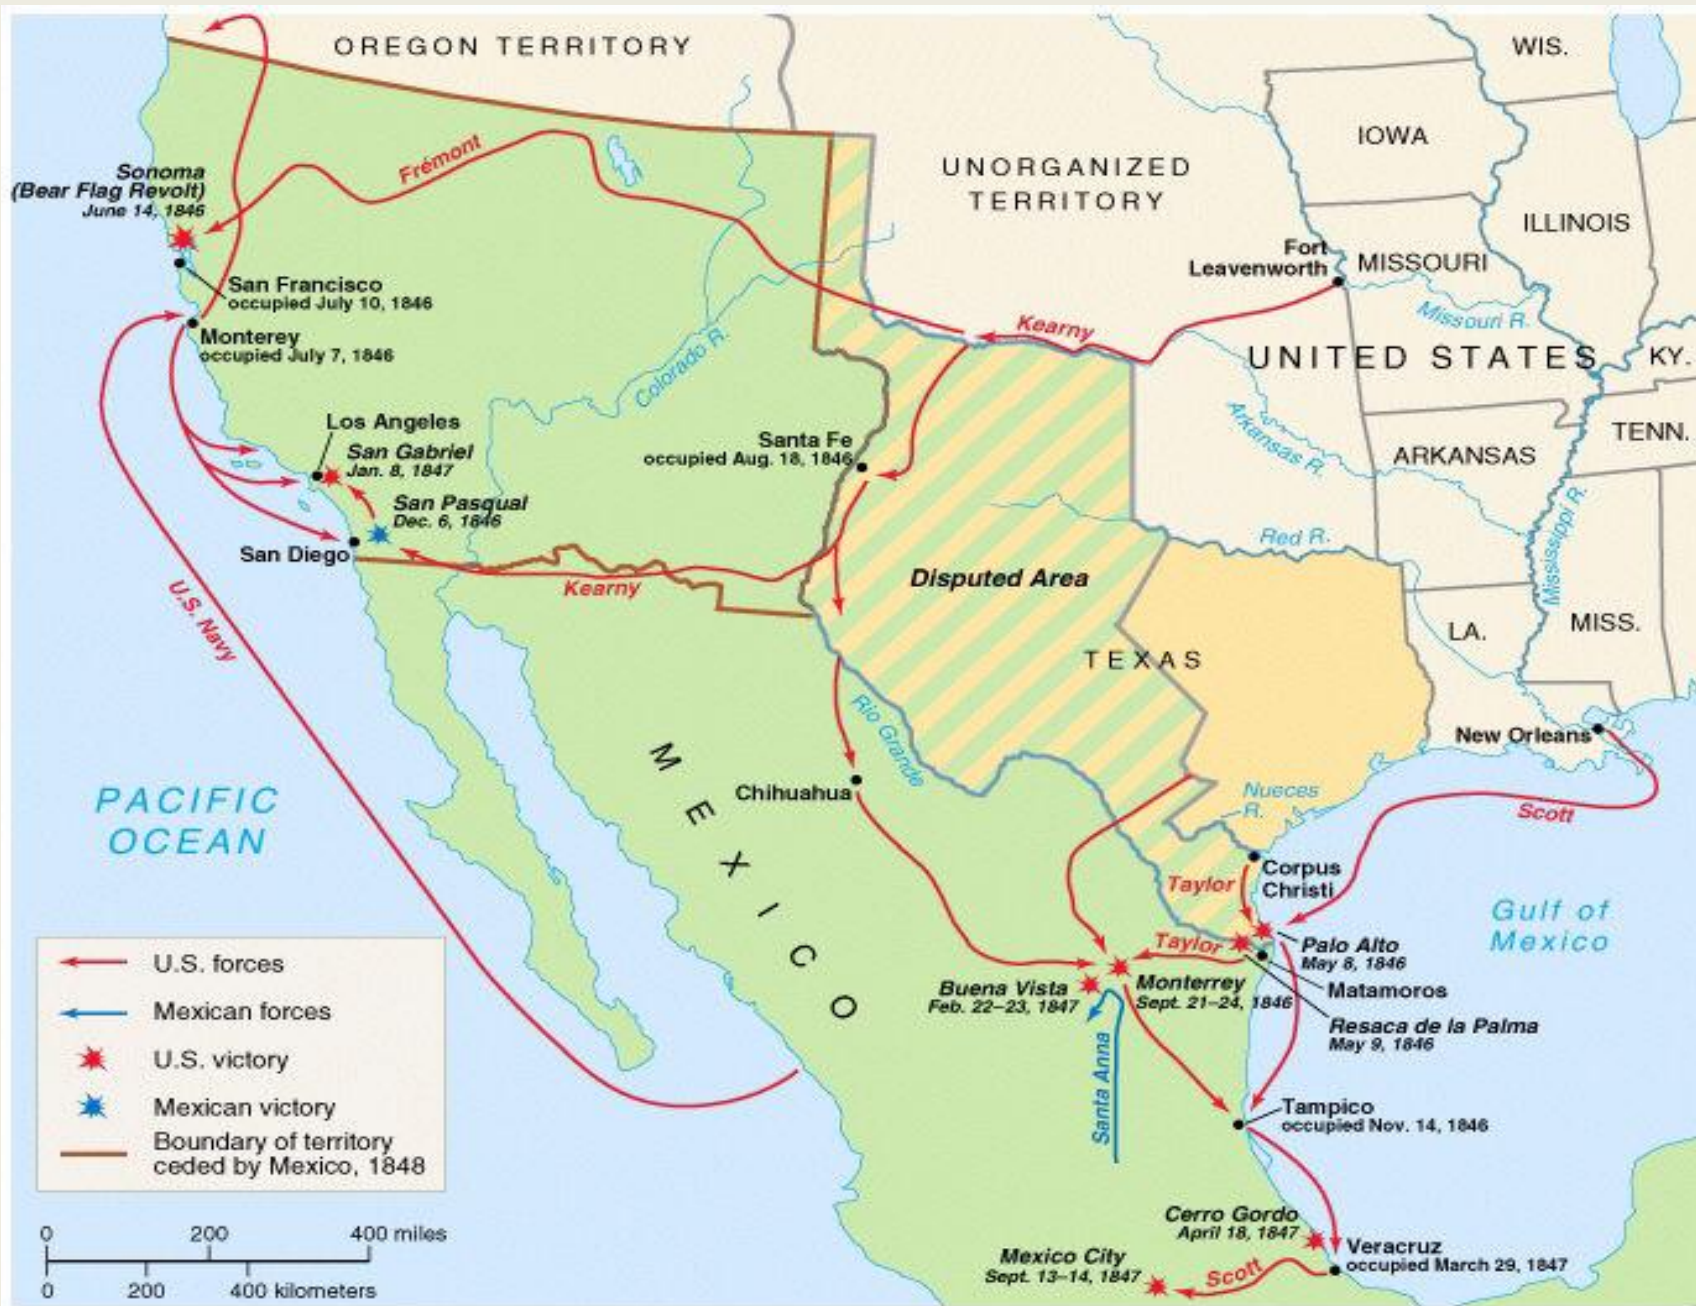 OREGON TERRITORY
WIS.
IOWA
UNORGANIZED
TERRITORY
ILLINOIS
Frémont
Sonoma
(Bear Flag Revolt)
June 14, 1846
Fort
Leavenworth
MISSOURI
San Francisco
occupied July 10, 1846
Missouri R.
Kearny
Monterey
occupied July 7, 1846
UNITED STATES
KY.
Colorado R.
Los Angeles
San Gabriel
Jan. 8, 1847
Santa Fe
occupied Aug. 18, 1846
Arkansas R.
ARKANSAS
TENN.
San Pasqual
Dec. 6, 1846
San Diego
Red R.
Mississippi R.
Kearny
Disputed Area
U.S. Navy
LA.
MISS.
TEXAS
Rio Grande
New Orleans
MEXICO
Chihuahua
Nueces
R.
Scott
PACIFIC
OCEAN
Corpus
Christi
Taylor
Gulf of
Mexico
Taylor
Palo Alto
May 8, 1846
Buena Vista
Feb. 22–23, 1847
Monterrey
Sept. 21–24, 1846
Matamoros
Resaca de la Palma
May 9, 1846
Santa Anna
Tampico
occupied Nov. 14, 1846
Cerro Gordo
April 18, 1847
Veracruz
occupied March 29, 1847
Mexico City
Sept. 13–14, 1847
Scott
U.S. forces
Mexican forces
U.S. victory
Mexican victory
Boundary of territory
ceded by Mexico, 1848
0 200 400 miles
0 200 400 kilometers